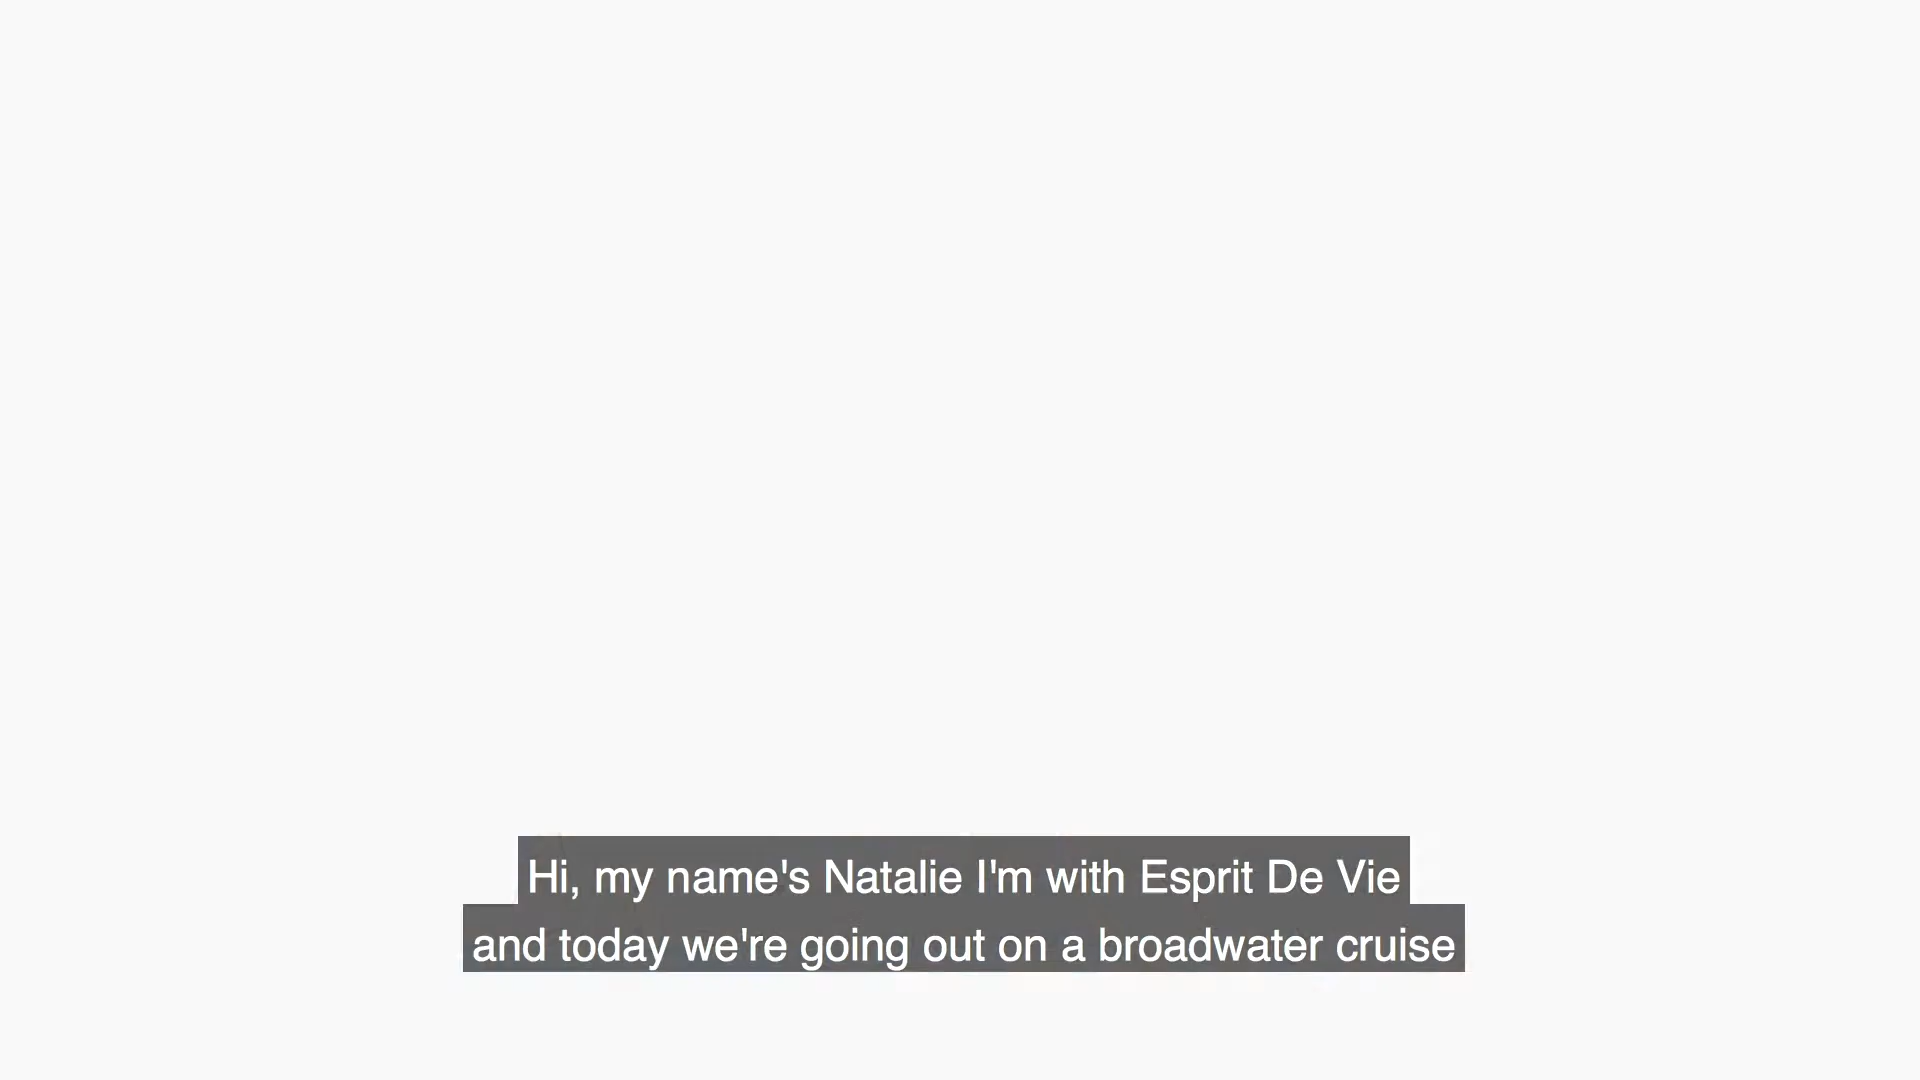 Hi, my name's Natalie I'm with Esprit De Vie
and today we're going out on a broadwater cruise